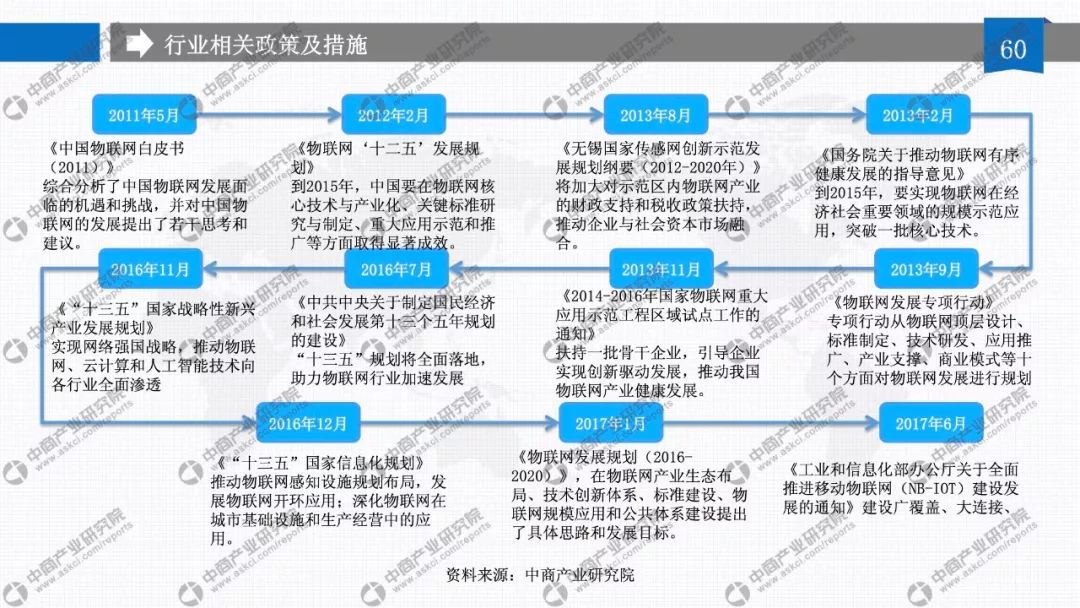 行业相关政策及措施
60
2011年5月
《中国物联网白皮书
（2011）》
综合分析了中国物联网发展面
临的机遇和挑战，并对中国物
联网的发展提出了若干思考和
建议。
2012年2月
《物联网‘十二五’发展规
划》
到2015年，中国要在物联网核
心技术与产业化、关键标准研
究与制定、重大应用示范和推
广等方面取得显著成效。
2013年8月
《无锡国家传感网创新示范发
展规划纲要（2012-2020年）》
将加大对示范区内物联网产业
的财政支持和税收政策扶持，
推动企业与社会资本市场融
合。
2013年2月
《国务院关于推动物联网有序
健康发展的指导意见》
到2015年，要实现物联网在经
济社会重要领域的规模示范应
用，突破一批核心技术。
2016年11月
《“十三五”国家战略性新兴
产业发展规划》
实现网络强国战略，推动物联
网、云计算和人工智能技术向
各行业全面渗透
2016年7月
《中共中央关于制定国民经济
和社会发展第十三个五年规划
的建议》
“十三五”规划将全面落地，
助力物联网行业加速发展
2013年11月
《2014-2016年国家物联网重大
应用示范工程区域试点工作的
通知》
扶持一批骨干企业，引导企业
实现创新驱动发展，推动我国
物联网产业健康发展。
2013年9月
《物联网发展专项行动》
专项行动从物联网顶层设计、
标准制定、技术研发、应用推
广、产业支撑、商业模式等十
个方面对物联网发展进行规划
2016年12月
《“十三五”国家信息化规划》
推动物联网感知设施规划布局，发
展物联网开环应用；深化物联网在
城市基础设施和生产经营中的应
用。
2017年1月
《物联网发展规划（2016-
2020）》，在物联网产业生态布
局、技术创新体系、标准建设、物
联网规模应用和公共体系建设提出
了具体思路和发展目标。
2017年6月
《工业和信息化部办公厅关于全面
推进移动物联网（NB-IOT）建设发
展的通知》建设广覆盖、大连接、
资料来源：中商产业研究院
中商产业研究院
www.askci.com/reports